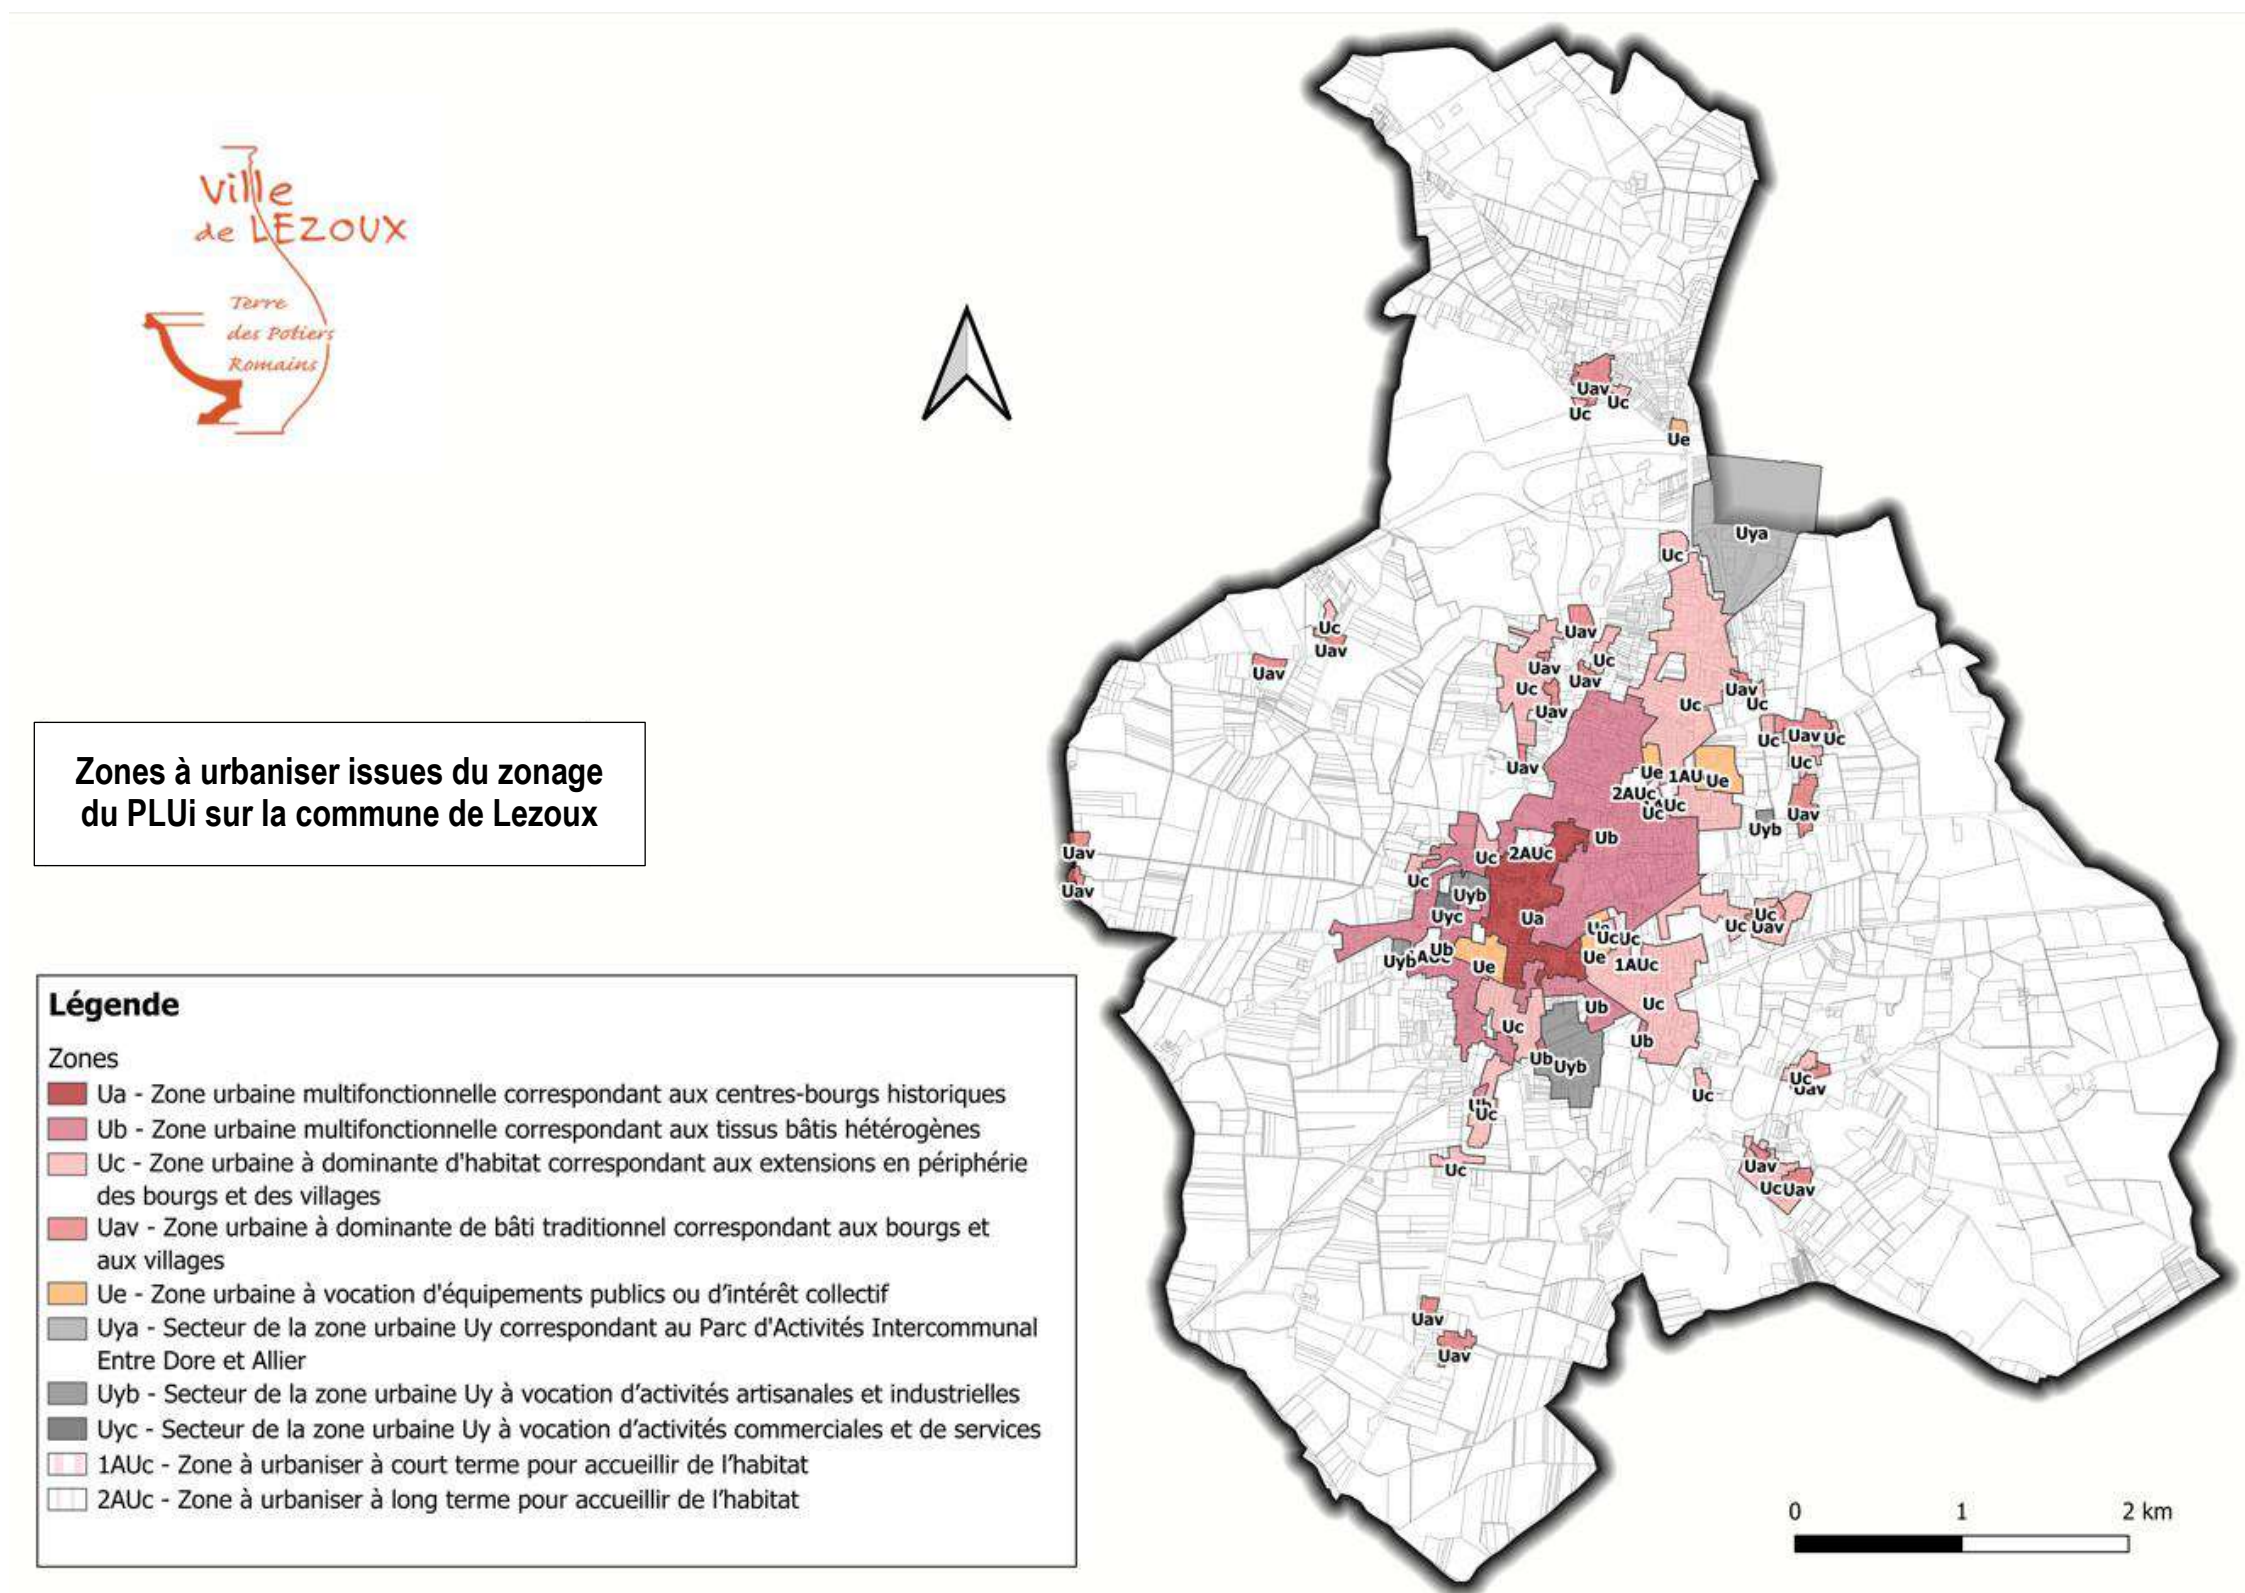 Ville
de LEZOUX
Terre
des Potiers
Romains
Zones à urbaniser issues du zonage
du PLUi sur la commune de Lezoux
Légende
Zones
Ua - Zone urbaine multifonctionnelle correspondant aux centres-bourgs historiques
Ub - Zone urbaine multifonctionnelle correspondant aux tissus bâtis hétérogènes
Uc - Zone urbaine à dominante d'habitat correspondant aux extensions en périphérie
des bourgs et des villages
Uav - Zone urbaine à dominante de bâti traditionnel correspondant aux bourgs et
aux villages
Ue - Zone urbaine à vocation d'équipements publics ou d'intérêt collectif
Uya - Secteur de la zone urbaine Uy correspondant au Parc d'Activités Intercommunal
Entre Dore et Allier
Uyb - Secteur de la zone urbaine Uy à vocation d'activités artisanales et industrielles
Uyc - Secteur de la zone urbaine Uy à vocation d'activités commerciales et de services
1AUc - Zone à urbaniser à court terme pour accueillir de l'habitat
2AUc - Zone à urbaniser à long terme pour accueillir de l'habitat
Uav
Uc
Uc
Ue
Uya
Uc
Uc
Uav
Uav
Uav
Uav
Uc
Uav
Uc
Uav
Uav
Uav
Uc
Uc
Uc
Uav
Uc
Uc
Uav
Ue
1AU
Ue
2AUc
Uc
Uc
Uav
Uyb
Ub
Uc
2AUc
Uav
Uav
Uc
Uyb
Uyc
Ua
Uc
Uc
Uav
Uc
Uc
Ub
Uyb
Ue
Ue
1AUc
Uc
Ub
Uc
Ub
Ub
Uyb
Uc
Uav
Uc
Ub
Uc
Uc
Uav
Uc
Uav
Uav
Uav
0 1 2 km